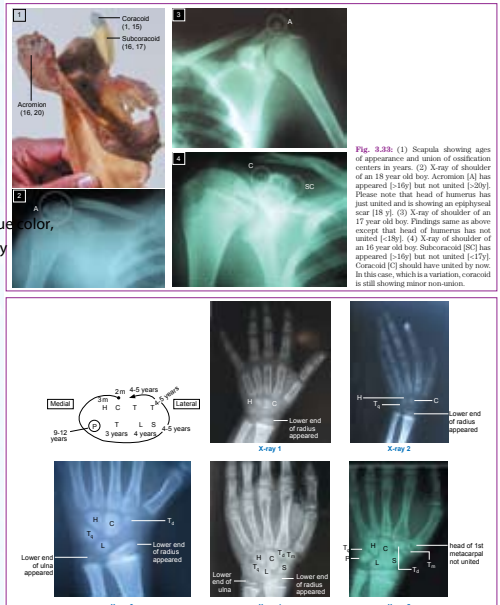 1
Coracoid
(1, 15)
Subcoracoid
(16, 17)
Acromion
(16, 20)
2
A
3
A
4
C
SC
Fig. 3.33: (1) Scapula showing ages
of appearance and union of ossification
centers in years. (2) X-ray of shoulder
of an 18 year old boy. Acromion [A] has
appeared [>16y] but not united [>20y].
Please note that head of humerus has
just united and is showing an epiphyseal
scar [18 y]. (3) X-ray of shoulder of an
17 year old boy. Findings same as above
except that head of humerus has not
united [<18y]. (4) X-ray of shoulder of
an 16 year old boy. Subcoracoid [SC] has
appeared [>16y] but not united [<17y].
Coracoid [C] should have united by now.
In this case, which is a variation, coracoid
is still showing minor non-union.
color,
y
Medial
Lateral
2m
4-5 years
3m
4-5 years
H C T T
P
T L S
9-12
years
3 years
4 years
4-5 years
H
C
Lower end
of radius
appeared
X-ray 1
H
Tq
C
Lower end
of radius
appeared
X-ray 2
H
C
Td
Tq
L
Lower end
of ulna
appeared
Lower end
of radius
appeared
H C Td Tm
Tq L S
Lower
end of
ulna
Lower end
of radius
appeared
Tq
H C
P
L
S
Tm
Td
head of 1st
metacarpal
not united